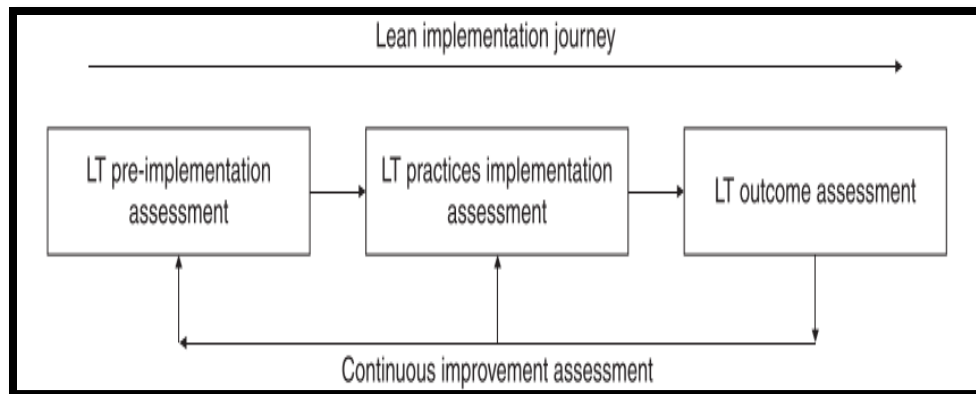 Lean implementation journey
LT pre-implementation
assessment
LT practices implementation
assessment
LT outcome assessment
Continuous improvement assessment